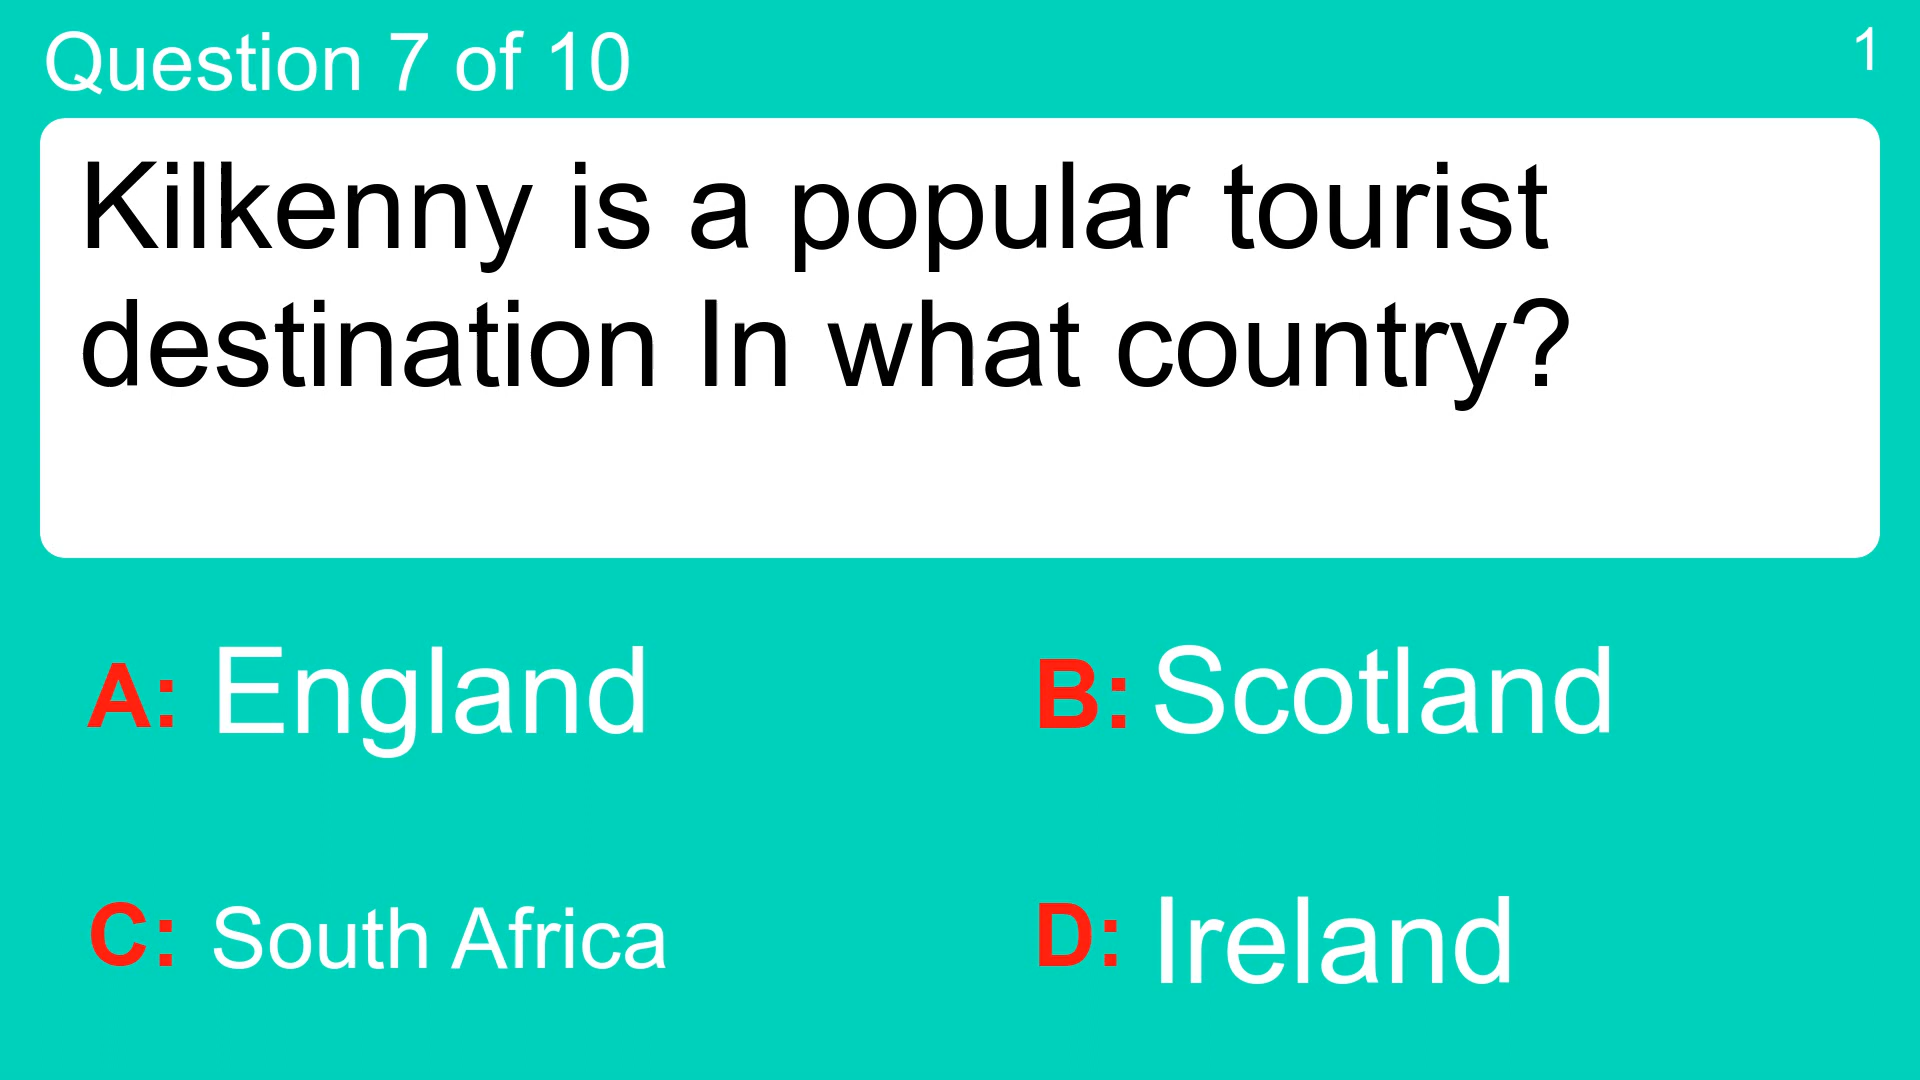 Question 7 of 10
1
Kilkenny is a popular tourist
destination In what country?
A: England
B: Scotland
C: South Africa
D: Ireland